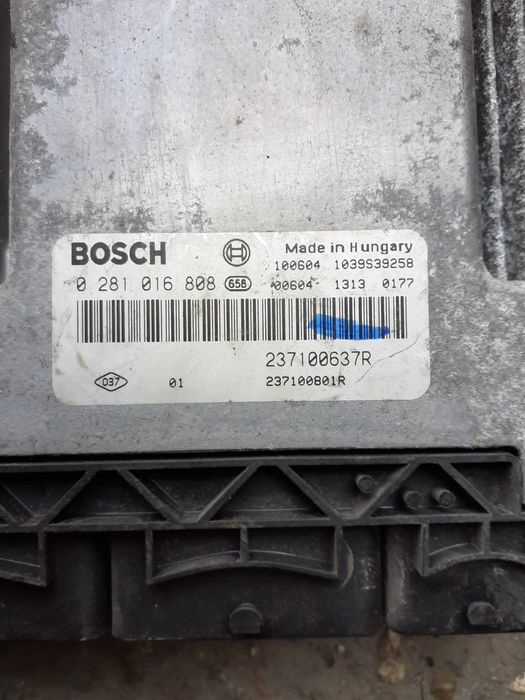 BOSCH
Made in Hungary
100604 1039S39258
0 281 016 808 658 00604 1313 0177
237100637R
037 01 237100801R